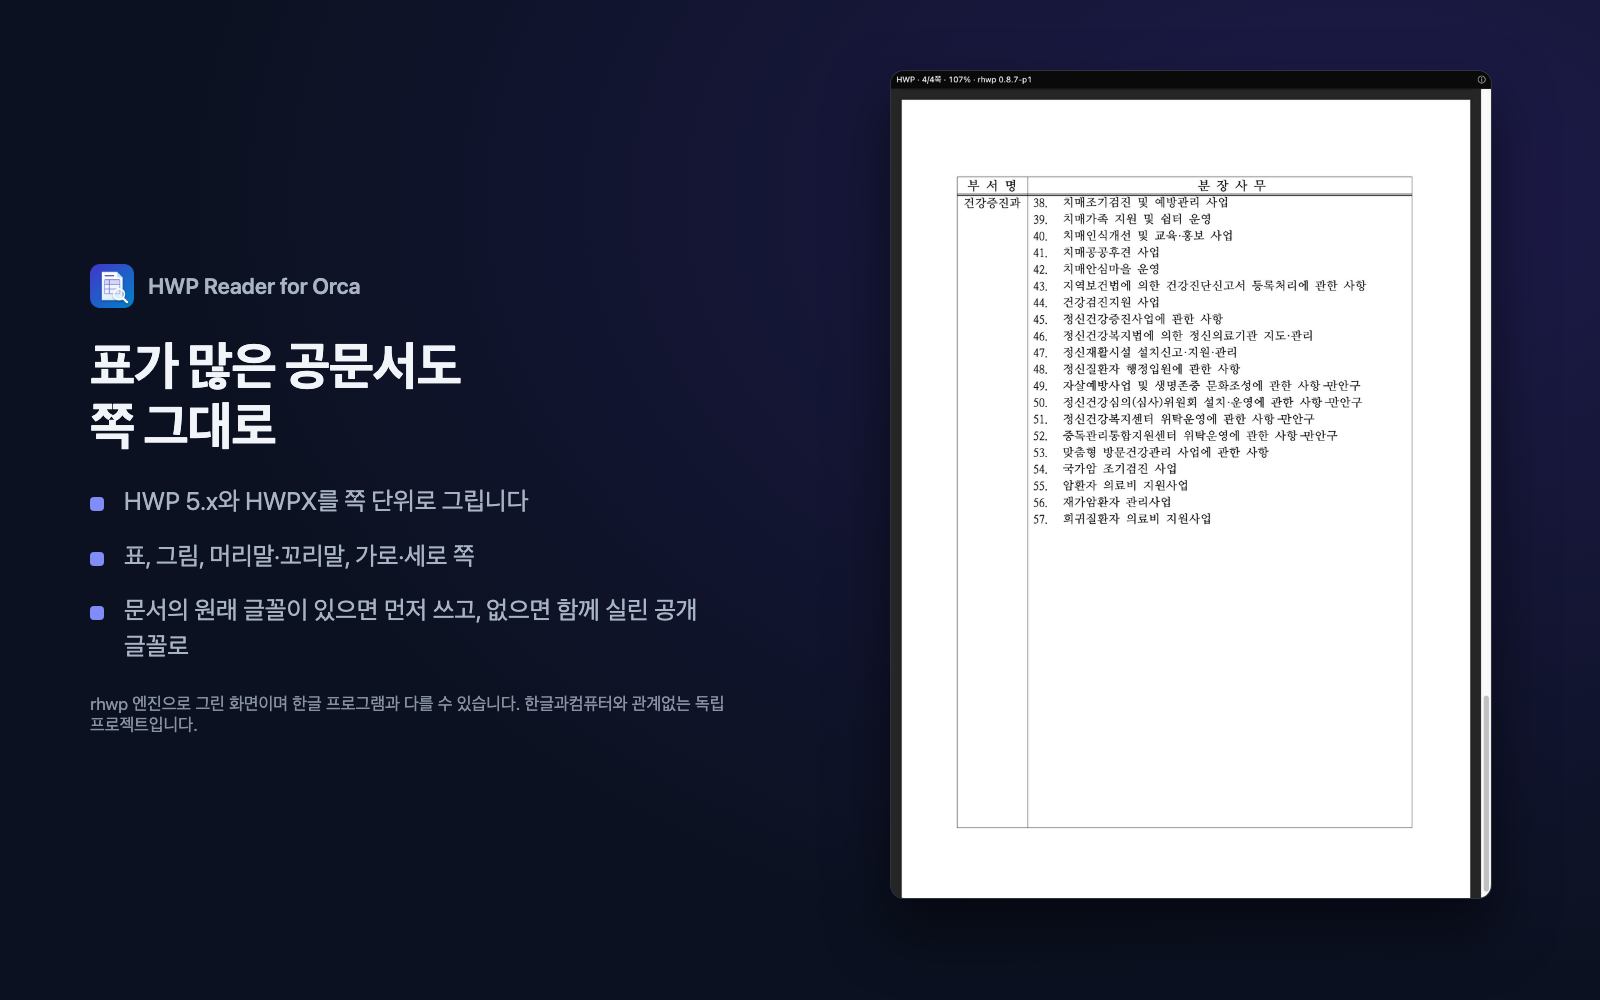 HWP Reader for Orca
표가 많은 공문서도
쪽 그대로
HWP 5.x와 HWPX를 쪽 단위로 그립니다
표, 그림, 머리말·꼬리말, 가로·세로 쪽
문서의 원래 글꼴이 있으면 먼저 쓰고, 없으면 함께 실린 공개
글꼴로
rhwp 엔진으로 그린 화면이며 한글 프로그램과 다를 수 있습니다. 한글과컴퓨터와 관계없는 독립
프로젝트입니다.
HWP · 4/4쪽 · 107% · rhwp 0.8.7-p1
부 서 명 분 장 사 무
건강증진과 38. 치매조기검진 및 예방관리 사업
39. 치매가족 지원 및 쉼터 운영
40. 치매인식개선 및 교육·홍보 사업
41. 치매공공후견 사업
42. 치매안심마을 운영
43. 지역보건법에 의한 건강진단신고서 등록처리에 관한 사항
44. 건강검진지원 사업
45. 정신건강증진사업에 관한 사항
46. 정신건강복지법에 의한 정신의료기관 지도·관리
47. 정신재활시설 설치신고·지원·관리
48. 정신질환자 행정입원에 관한 사항
49. 자살예방사업 및 생명존중 문화조성에 관한 사항-만안구
50. 정신건강심의(심사)위원회 설치·운영에 관한 사항-만안구
51. 정신건강복지센터 위탁운영에 관한 사항-만안구
52. 중독관리통합지원센터 위탁운영에 관한 사항-만안구
53. 맞춤형 방문건강관리 사업에 관한 사항
54. 국가암 조기검진 사업
55. 암환자 의료비 지원사업
56. 재가암환자 관리사업
57. 희귀질환자 의료비 지원사업